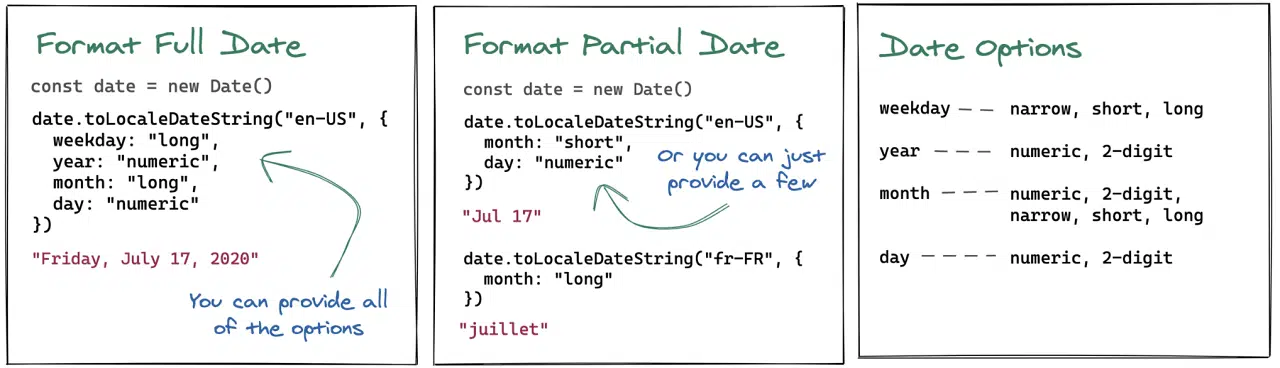 Format Full Date
const date = new Date()
date.toLocaleDateString("en-US", {
  weekday: "long",
  year: "numeric",
  month: "long",
  day: "numeric"
})
"Friday, July 17, 2020"
You can provide all
of the options
Format Partial Date
const date = new Date()
date.toLocaleDateString("en-US", {
  month: "short",
  day: "numeric"
})
Or you can just
provide a few
"Jul 17"
date.toLocaleDateString("fr-FR", {
  month: "long"
})
"juillet"
Date Options
weekday -- narrow, short, long
year --- numeric, 2-digit
month --- numeric, 2-digit,
narrow, short, long
day ---- numeric, 2-digit